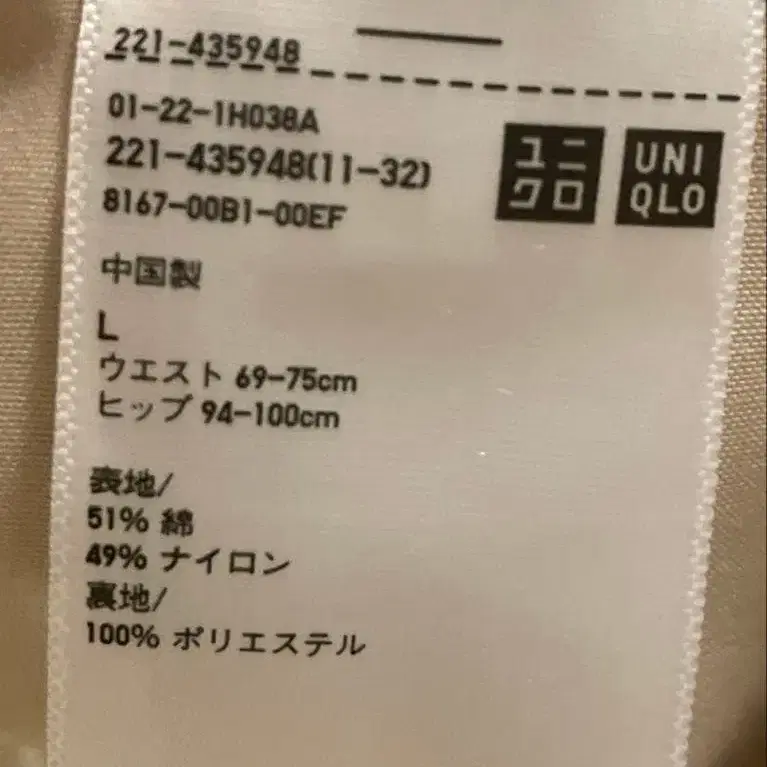 221-435948
01-22-1H038A
221-435948(11-32)
8167-00B1-00EF
ユニ
クロ
UNI
QLO
中国製
L
ウエスト 69-75cm
ヒップ 94-100cm
表地/
51% 綿
49% ナイロン
裏地/
100% ポリエステル